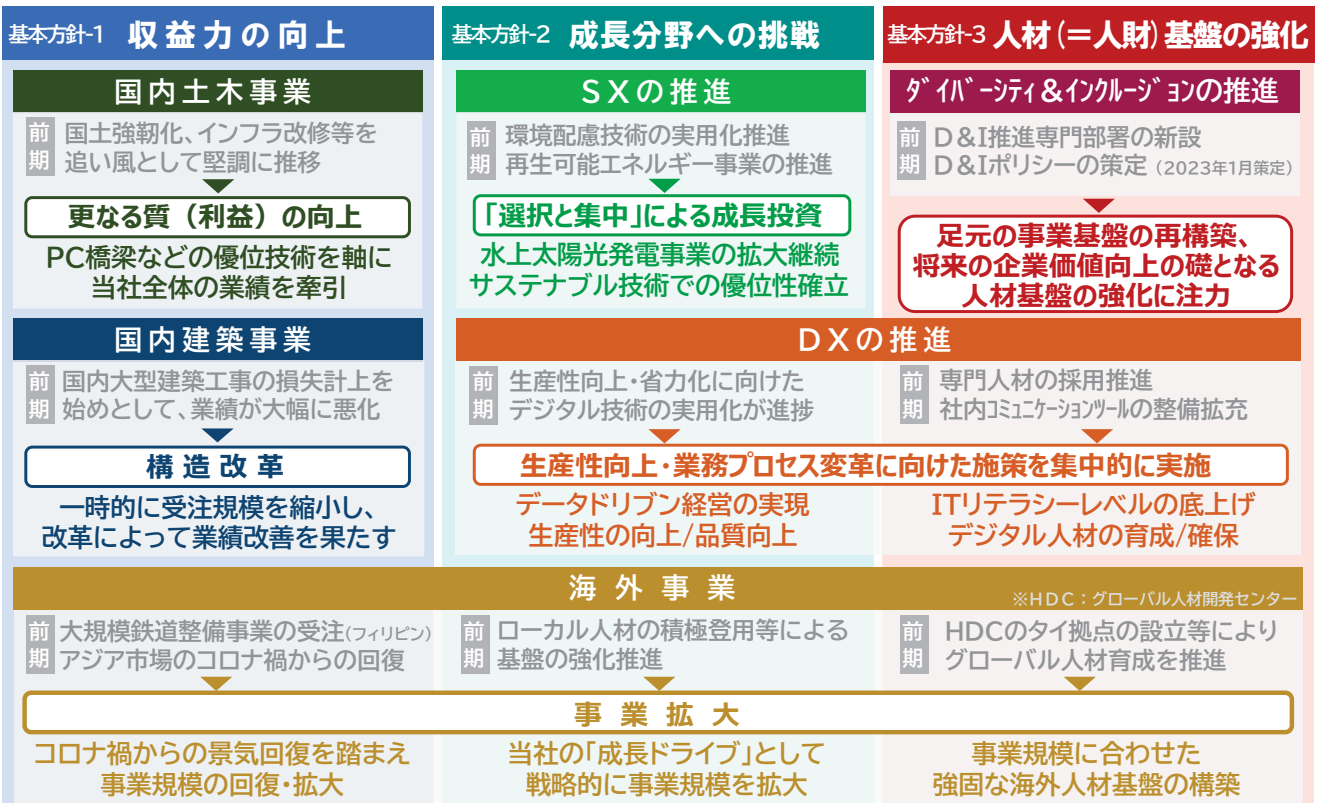 基本方針-1 収益力の向上
国内土木事業
前期 国土強靭化、インフラ改修等を
追い風として堅調に推移
更なる質（利益）の向上
PC橋梁などの優位技術を軸に
当社全体の業績を牽引
国内建築事業
前期 国内大型建築工事の損失計上を
始めとして、業績が大幅に悪化
構造改革
一時的に受注規模を縮小し、
改革によって業績改善を果たす
基本方針-2 成長分野への挑戦
SXの推進
前期 環境配慮技術の実用化推進
再生可能エネルギー事業の推進
「選択と集中」による成長投資
水上太陽光発電事業の拡大継続
サステナブル技術での優位性確立
基本方針-3 人材(＝人財)基盤の強化
ﾀﾞｲﾊﾞｰｼﾃｨ&ｲﾝｸﾙｰｼﾞｮﾝの推進
前期 D&I推進専門部署の新設
D&Iポリシーの策定（2023年1月策定）
足元の事業基盤の再構築、
将来の企業価値向上の礎となる
人材基盤の強化に注力
DXの推進
前期 生産性向上・省力化に向けた
デジタル技術の実用化が進捗
前期 専門人材の採用推進
社内ｺﾐｭﾆｹｰｼｮﾝﾂｰﾙの整備拡充
生産性向上・業務プロセス変革に向けた施策を集中的に実施
データドリブン経営の実現
生産性の向上/品質向上
ITリテラシーレベルの底上げ
デジタル人材の育成/確保
海外事業
※HDC：グローバル人材開発センター
前期 大規模鉄道整備事業の受注(フィリピン)
アジア市場のコロナ禍からの回復
前期 ローカル人材の積極登用等による
基盤の強化推進
前期 HDCのタイ拠点の設立等により
グローバル人材育成を推進
事業拡大
コロナ禍からの景気回復を踏まえ
事業規模の回復・拡大
当社の「成長ドライブ」として
戦略的に事業規模を拡大
事業規模に合わせた
強固な海外人材基盤の構築